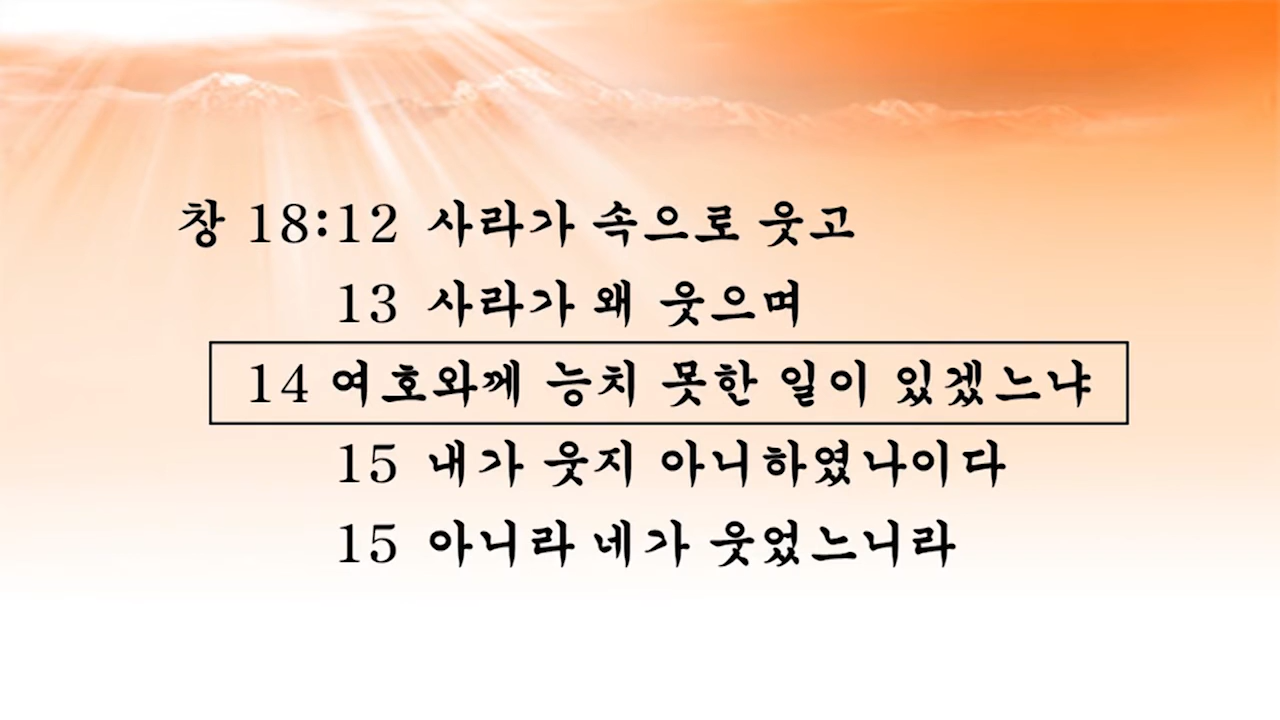 창 18:12 사라가 속으로 웃고
13 사라가 왜 웃으며
14 여호와께 능치 못한 일이 있겠느냐
15 내가 웃지 아니하였나이다
15 아니라 네가 웃었느니라